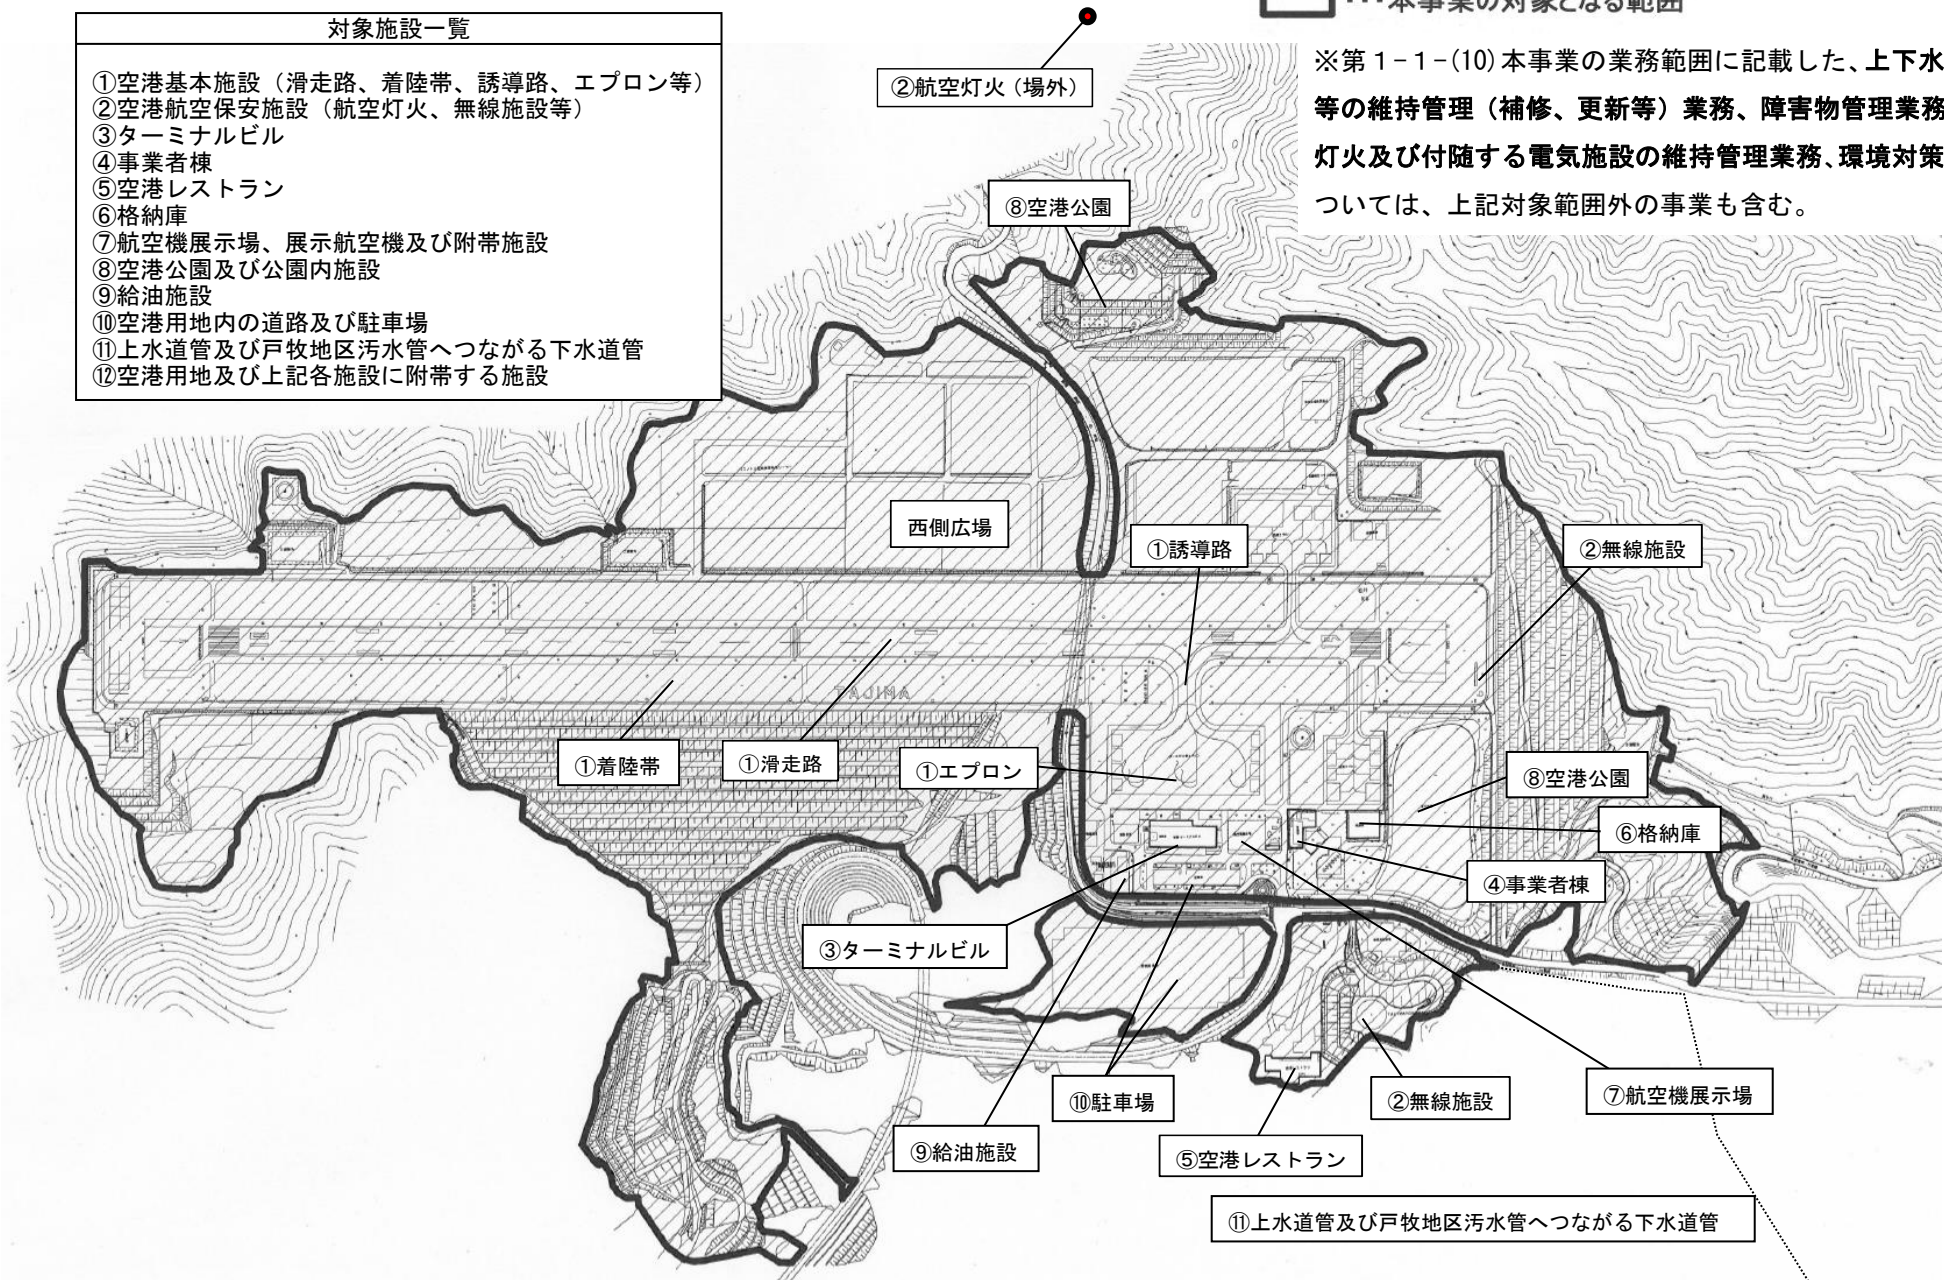 対象施設一覧
①空港基本施設（滑走路、着陸帯、誘導路、エプロン等）
②空港航空保安施設（航空灯火、無線施設等）
③ターミナルビル
④事業者棟
⑤空港レストラン
⑥格納庫
⑦航空機展示場、展示航空機及び附帯施設
⑧空港公園及び公園内施設
⑨給油施設
⑩空港用地内の道路及び駐車場
⑪上水道管及び戸牧地区汚水管へつながる下水道管
⑫空港用地及び上記各施設に附帯する施設
②航空灯火（場外）
･･･本事業の対象となる範囲
※第１-１-(10)本事業の業務範囲に記載した、上下水
等の維持管理（補修、更新等）業務、障害物管理業務
灯火及び付随する電気施設の維持管理業務、環境対策
ついては、上記対象範囲外の事業も含む。
⑧空港公園
西側広場
①誘導路
②無線施設
TAJIMA
①着陸帯
①滑走路
①エプロン
⑧空港公園
⑥格納庫
④事業者棟
③ターミナルビル
⑩駐車場
②無線施設
⑦航空機展示場
⑨給油施設
⑤空港レストラン
⑪上水道管及び戸牧地区汚水管へつながる下水道管